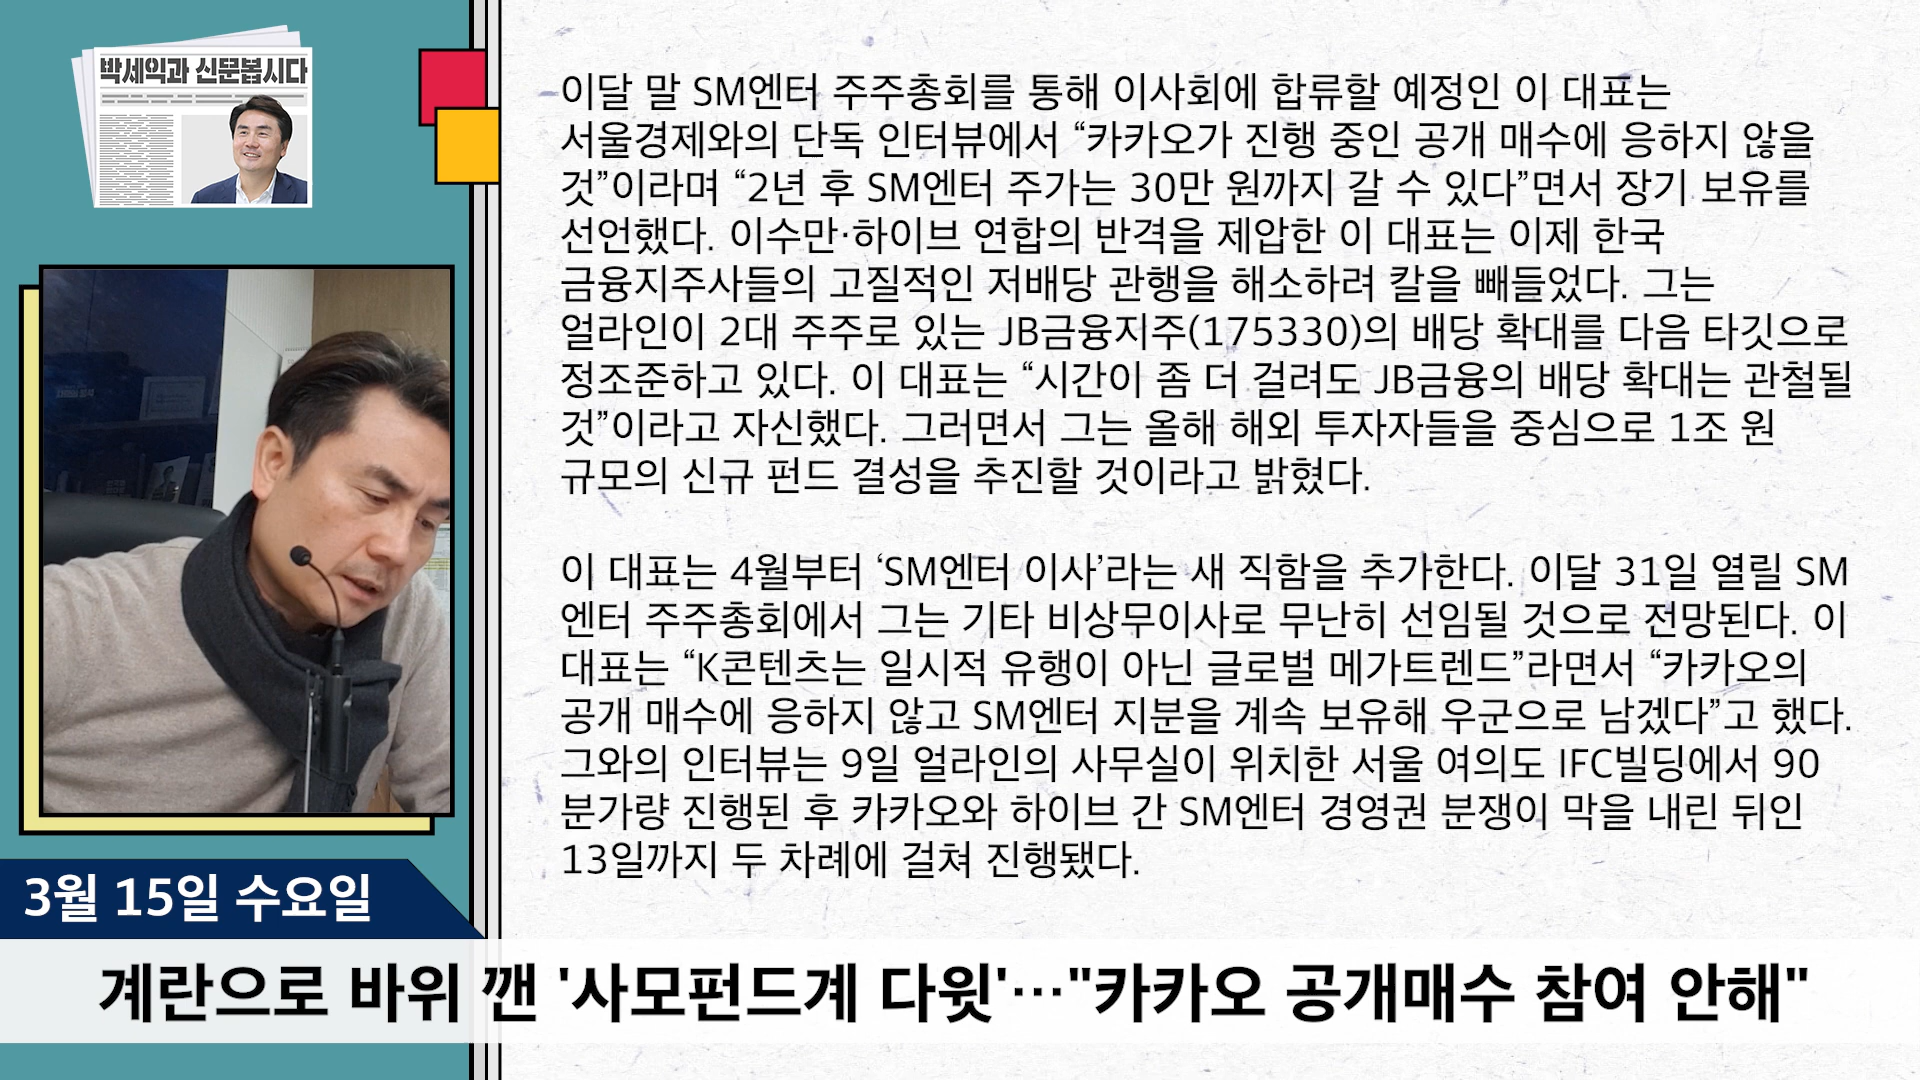 박세익과 신문봅시다
이달 말 SM엔터 주주총회를 통해 이사회에 합류할 예정인 이 대표는
서울경제와의 단독 인터뷰에서 “카카오가 진행 중인 공개 매수에 응하지 않을
것”이라며 “2년 후 SM엔터 주가는 30만 원까지 갈 수 있다”면서 장기 보유를
선언했다. 이수만·하이브 연합의 반격을 제압한 이 대표는 이제 한국
금융지주사들의 고질적인 저배당 관행을 해소하려 칼을 빼들었다. 그는
얼라인이 2대 주주로 있는 JB금융지주(175330)의 배당 확대를 다음 타깃으로
정조준하고 있다. 이 대표는 “시간이 좀 더 걸려도 JB금융의 배당 확대는 관철될
것”이라고 자신했다. 그러면서 그는 올해 해외 투자자들을 중심으로 1조 원
규모의 신규 펀드 결성을 추진할 것이라고 밝혔다.
이 대표는 4월부터 ‘SM엔터 이사’라는 새 직함을 추가한다. 이달 31일 열릴 SM
엔터 주주총회에서 그는 기타 비상무이사로 무난히 선임될 것으로 전망된다. 이
대표는 “K콘텐츠는 일시적 유행이 아닌 글로벌 메가트렌드”라면서 “카카오의
공개 매수에 응하지 않고 SM엔터 지분을 계속 보유해 우군으로 남겠다”고 했다.
그와의 인터뷰는 9일 얼라인의 사무실이 위치한 서울 여의도 IFC빌딩에서 90
분가량 진행된 후 카카오와 하이브 간 SM엔터 경영권 분쟁이 막을 내린 뒤인
13일까지 두 차례에 걸쳐 진행됐다.
3월 15일 수요일
계란으로 바위 깬 '사모펀드계 다윗'…"카카오 공개매수 참여 안해"